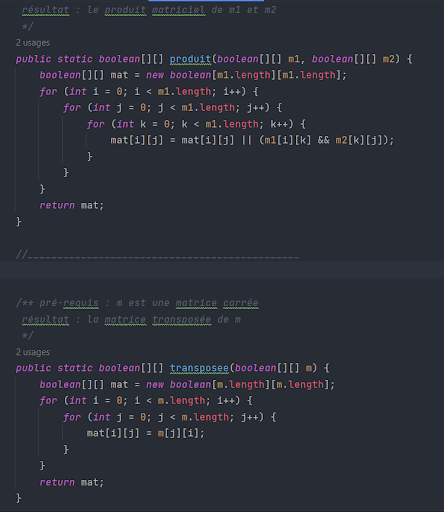 résultat : le produit matriciel de m1 et m2
*/
2 usages
public static boolean[][] produit(boolean[][] m1, boolean[][] m2) {
boolean[][] mat = new boolean[m1.length][m1.length];
for (int i = 0; i < m1.length; i++) {
for (int j = 0; j < m1.length; j++) {
for (int k = 0; k < m1.length; k++) {
mat[i][j] = mat[i][j] || (m1[i][k] && m2[k][j]);
}
}
}
return mat;
}
//______________________________________________
/** pré-requis : m est une matrice carrée
résultat : la matrice transposée de m
*/
2 usages
public static boolean[][] transposee(boolean[][] m) {
boolean[][] mat = new boolean[m.length][m.length];
for (int i = 0; i < m.length; i++) {
for (int j = 0; j < m.length; j++) {
mat[i][j] = m[j][i];
}
}
return mat;
}